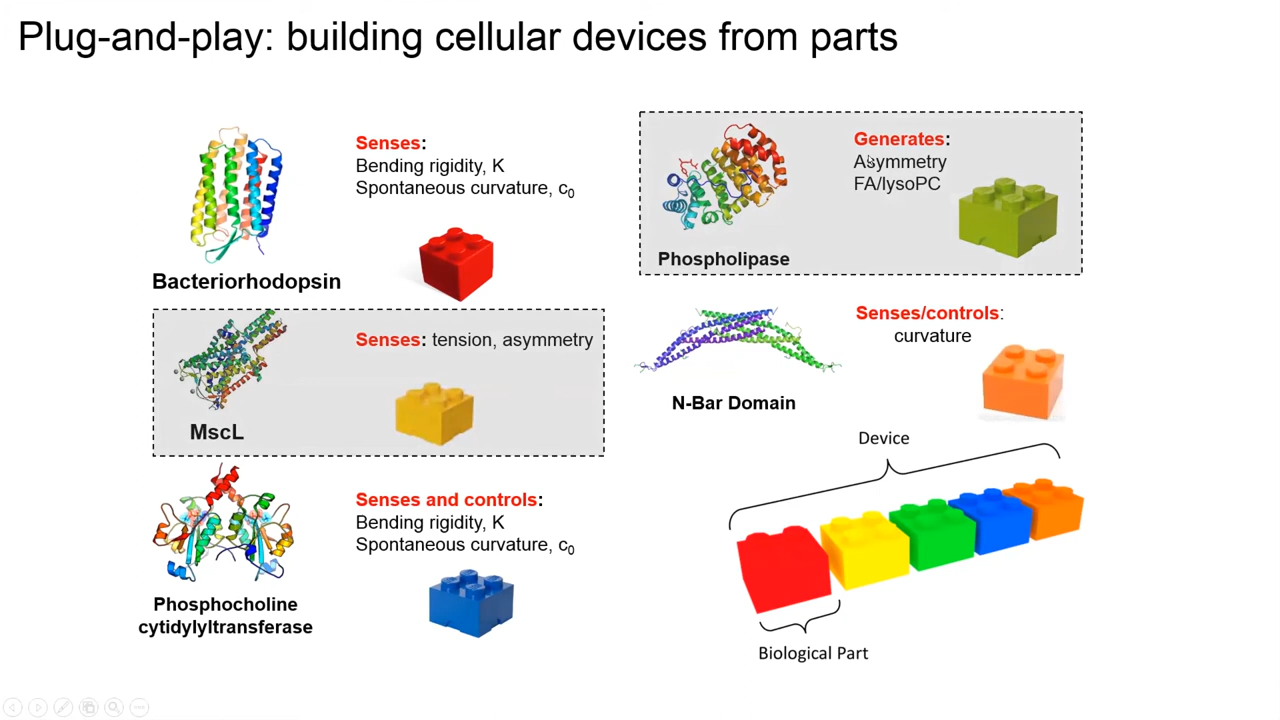 Plug-and-play: building cellular devices from parts
Senses:
Bending rigidity, K
Spontaneous curvature, c₀
Bacteriorhodopsin
Senses: tension, asymmetry
MscL
Senses and controls:
Bending rigidity, K
Spontaneous curvature, c₀
Phosphocholine
cytidylyltransferase
Generates:
Asymmetry
FA/lysoPC
Phospholipase
Senses/controls:
curvature
N-Bar Domain
Device
Biological Part